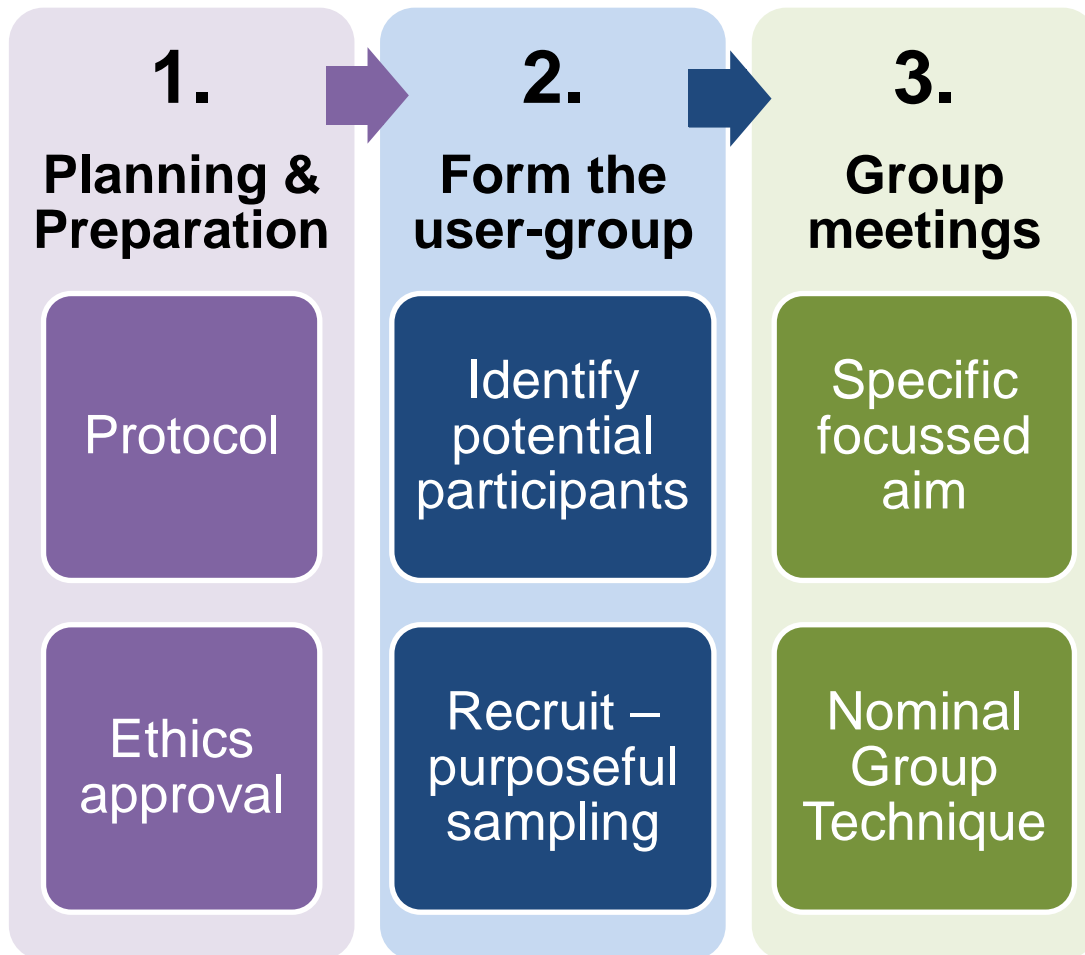 1.
Planning &
Preparation
Protocol
Ethics
approval
2.
Form the
user-group
Identify
potential
participants
Recruit –
purposeful
sampling
3.
Group
meetings
Specific
focussed
aim
Nominal
Group
Technique